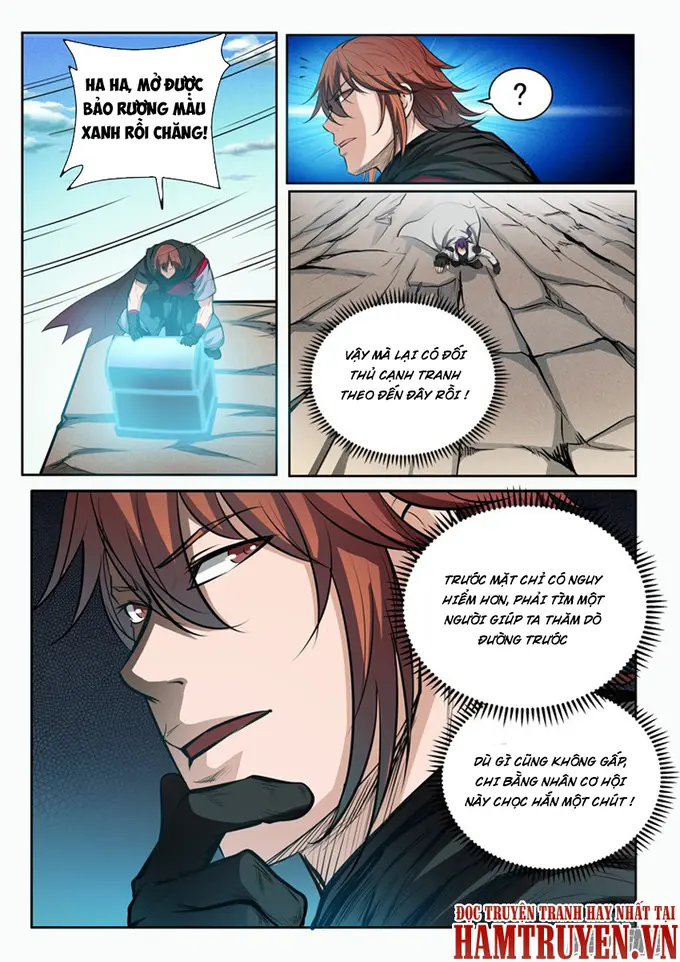 HA HA, MỞ ĐƯỢC
BẢO RƯƠNG MÀU
XANH RỒI CHĂNG!
?
VẬY MÀ LẠI CÓ ĐỐI
THỦ CẠNH TRANH
THEO ĐẾN ĐÂY RỒI !
TRƯỚC MẶT CHỈ CÓ NGUY
HIỂM HƠN, PHẢI TÌM MỘT
NGƯỜI GIÚP TA THĂM DÒ
ĐƯỜNG TRƯỚC
DÙ GÌ CŨNG KHÔNG GẤP,
CHI BẰNG NHÂN CƠ HỘI
NÀY CHỌC HẮN MỘT CHÚT !
ĐỌC TRUYỆN TRANH HAY NHẤT TẠI
HAMTRUYEN.VN